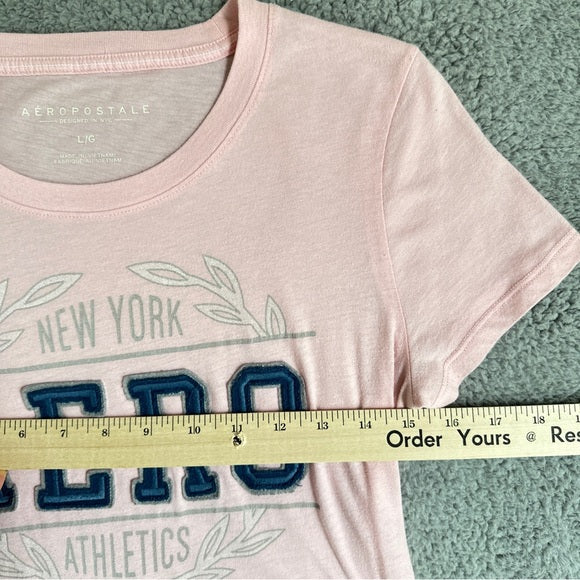 AÉROPOSTALE
DESIGNED IN NYC
L/G
MADE IN VIETNAM
FABRIQUÉ AU VIETNAM
NEW YORK
ERO
6 7 8 9 10 11 12 13 14 15 16 17 18
Order Yours @ Res
ATHLETICS